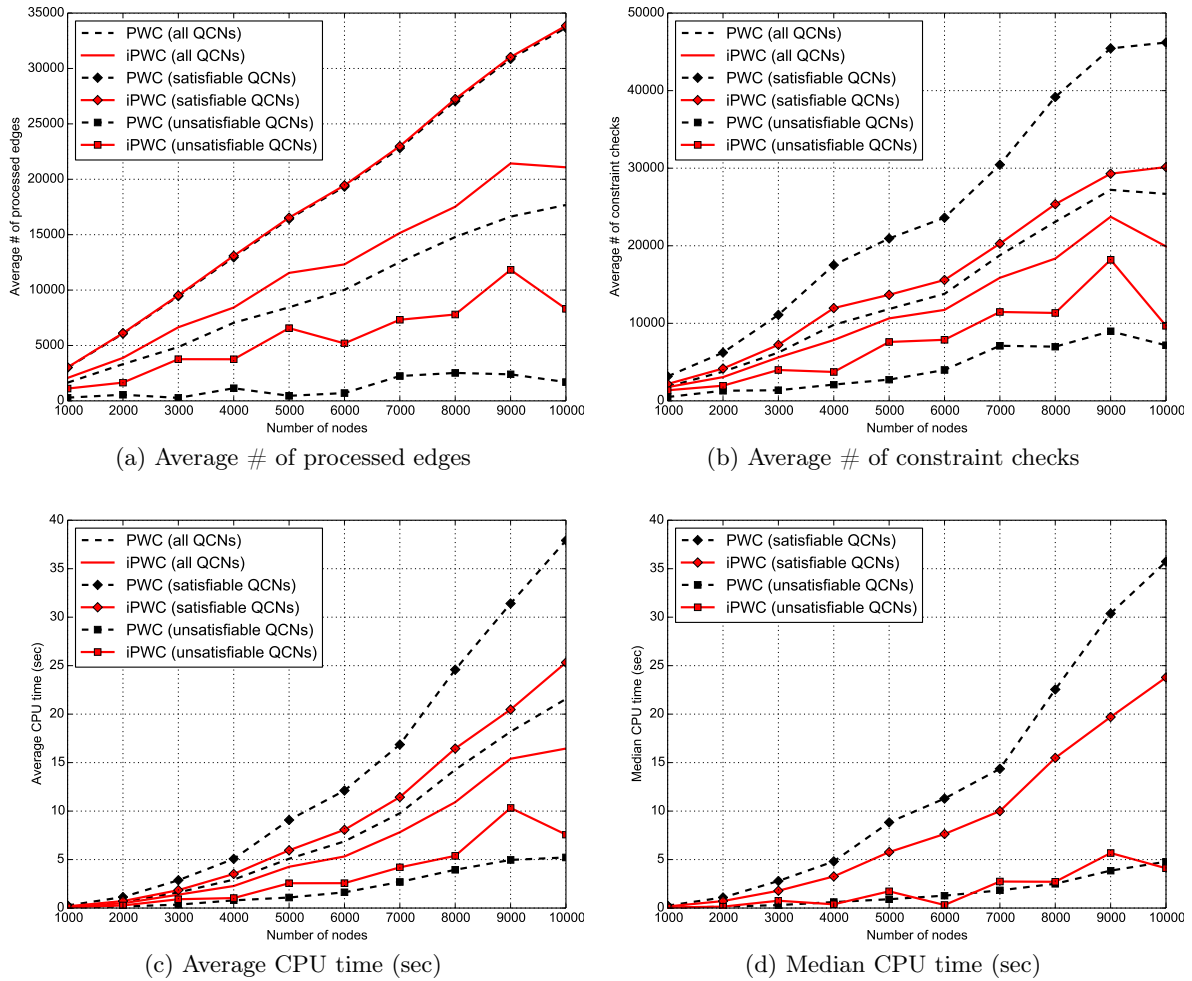 35000
30000
25000
20000
15000
10000
5000
0
Average # of processed edges
PWC (all QCNs)
iPWC (all QCNs)
PWC (satisfiable QCNs)
iPWC (satisfiable QCNs)
PWC (unsatisfiable QCNs)
iPWC (unsatisfiable QCNs)
1000 2000 3000 4000 5000 6000 7000 8000 9000 10000
Number of nodes
(a) Average # of processed edges
50000
40000
30000
20000
10000
0
Average # of constraint checks
PWC (all QCNs)
iPWC (all QCNs)
PWC (satisfiable QCNs)
iPWC (satisfiable QCNs)
PWC (unsatisfiable QCNs)
iPWC (unsatisfiable QCNs)
1000 2000 3000 4000 5000 6000 7000 8000 9000 10000
Number of nodes
(b) Average # of constraint checks
40
35
30
25
20
15
10
5
0
Average CPU time (sec)
PWC (all QCNs)
iPWC (all QCNs)
PWC (satisfiable QCNs)
iPWC (satisfiable QCNs)
PWC (unsatisfiable QCNs)
iPWC (unsatisfiable QCNs)
1000 2000 3000 4000 5000 6000 7000 8000 9000 10000
Number of nodes
(c) Average CPU time (sec)
40
35
30
25
20
15
10
5
0
Median CPU time (sec)
PWC (satisfiable QCNs)
iPWC (satisfiable QCNs)
PWC (unsatisfiable QCNs)
iPWC (unsatisfiable QCNs)
1000 2000 3000 4000 5000 6000 7000 8000 9000 10000
Number of nodes
(d) Median CPU time (sec)